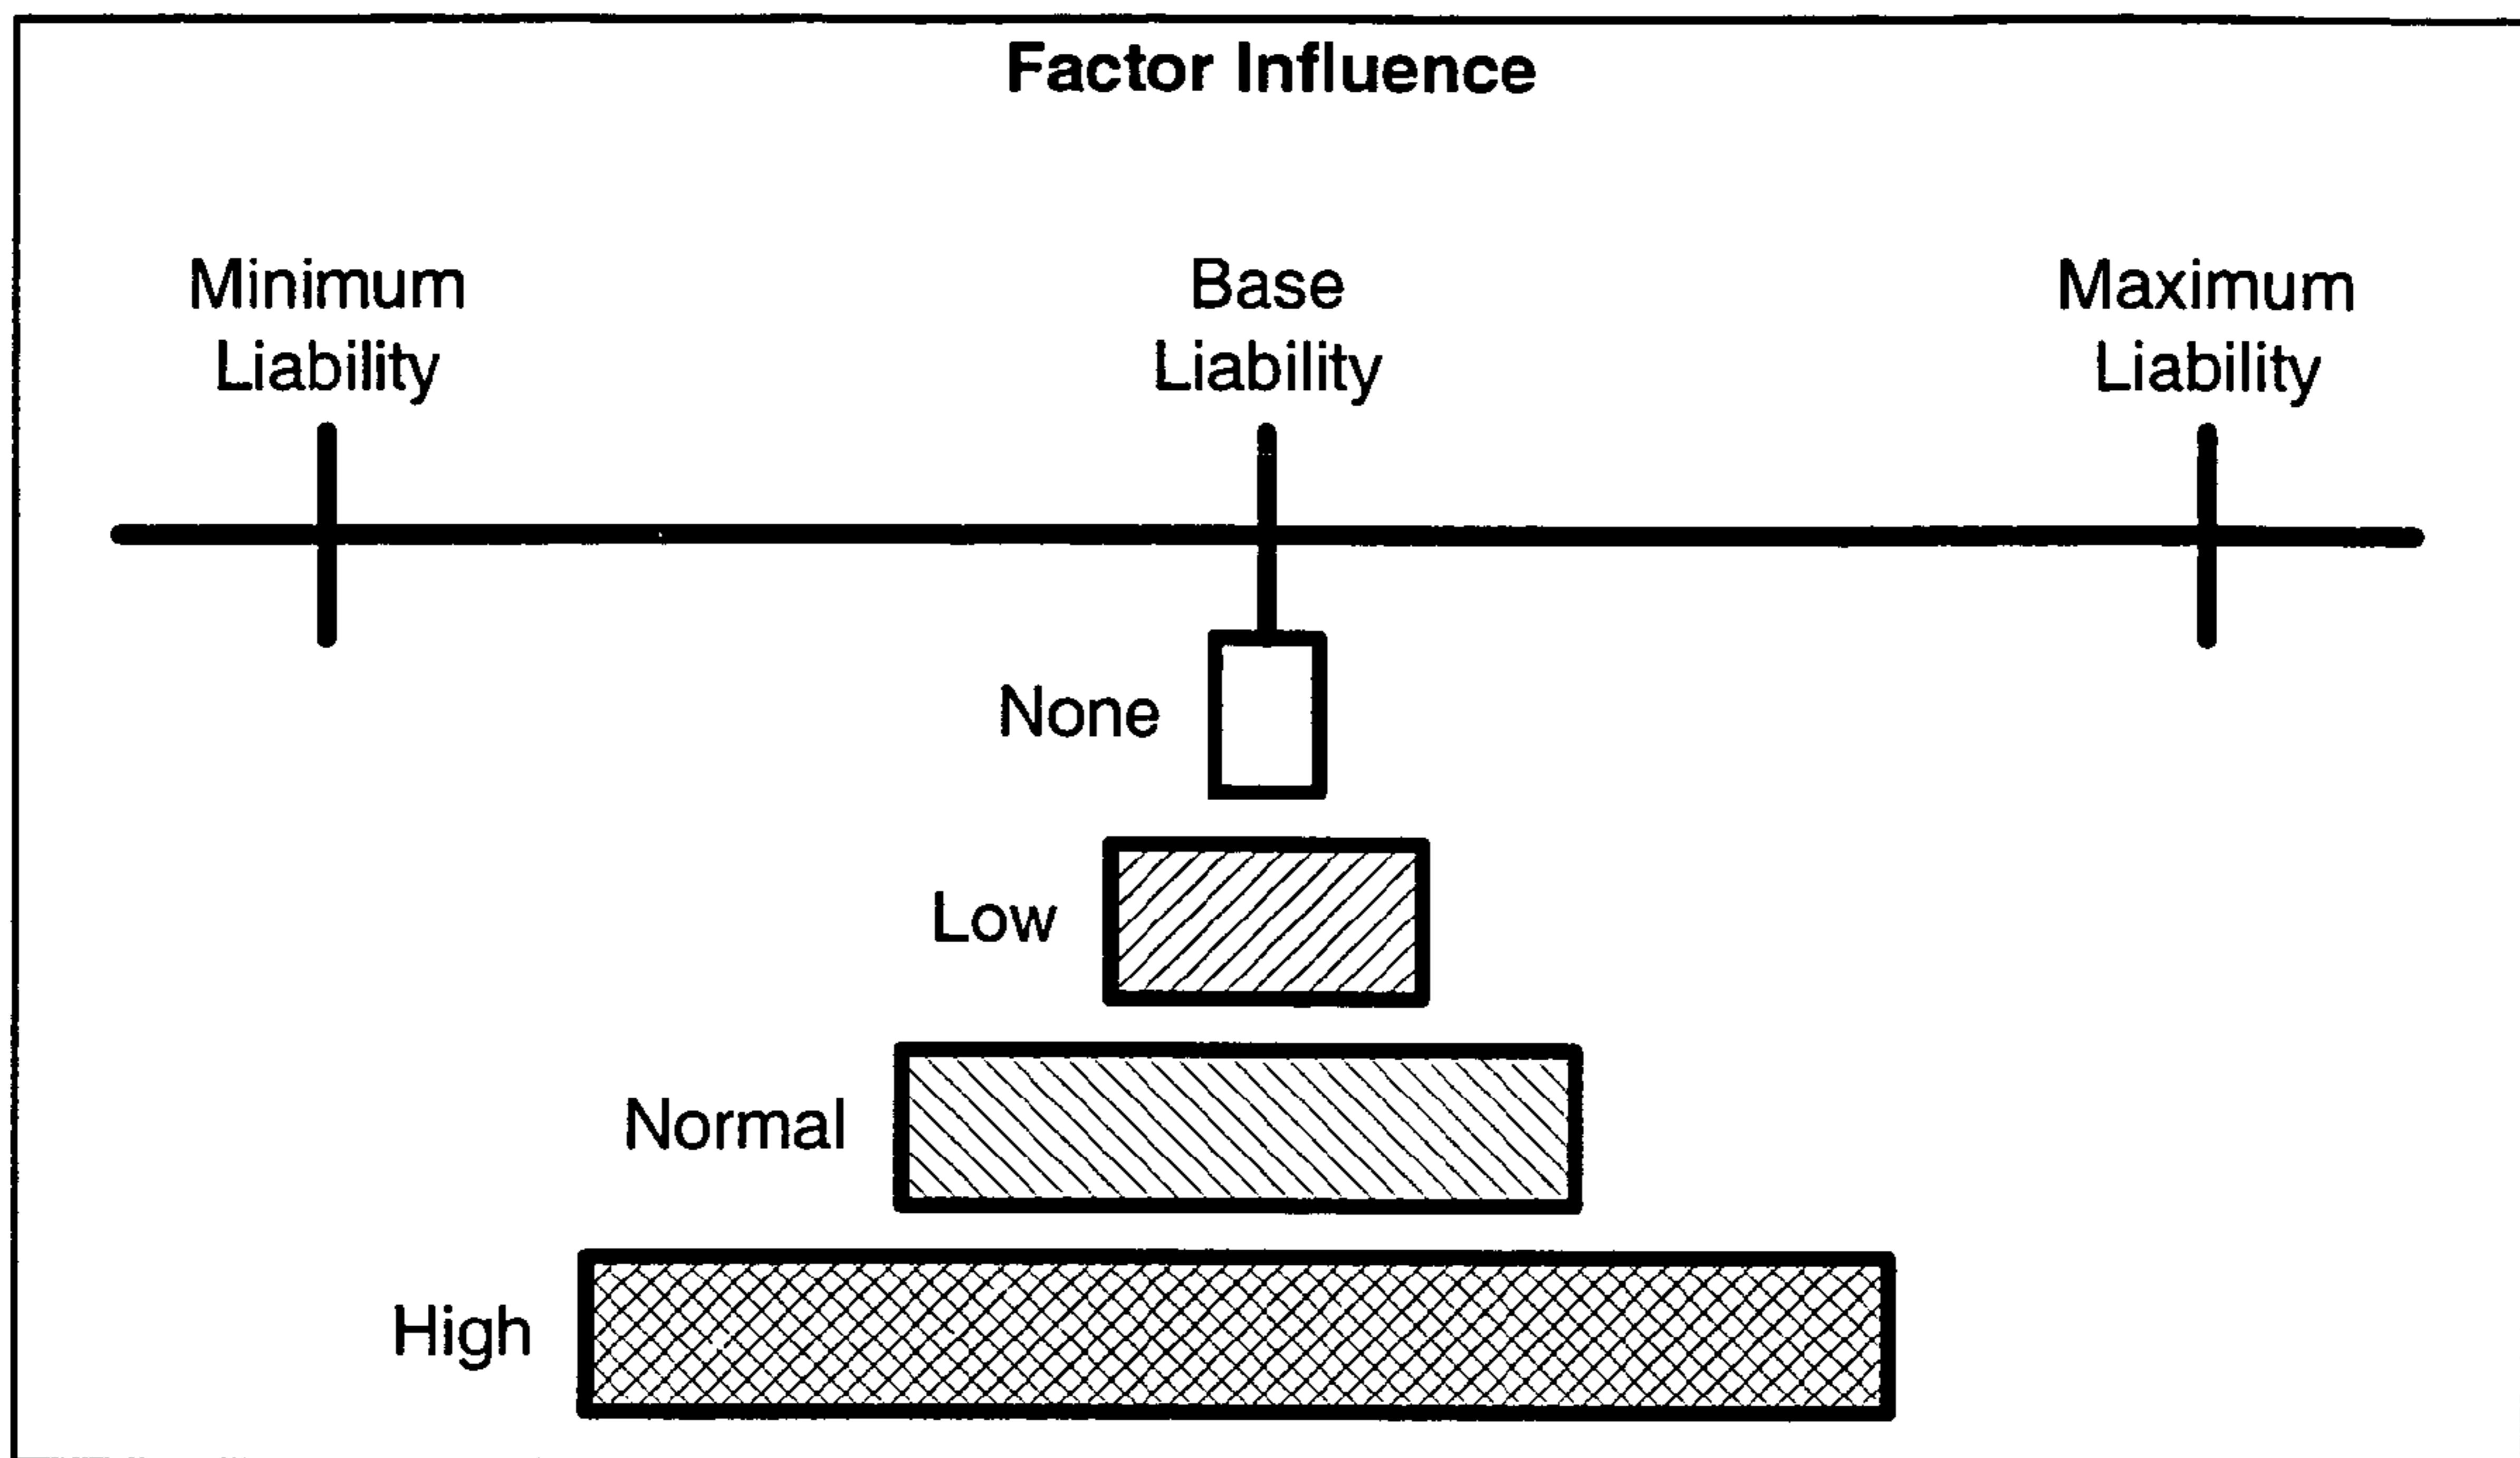 Factor Influence
Minimum
Liability
Base
Liability
Maximum
Liability
None
Low
Normal
High